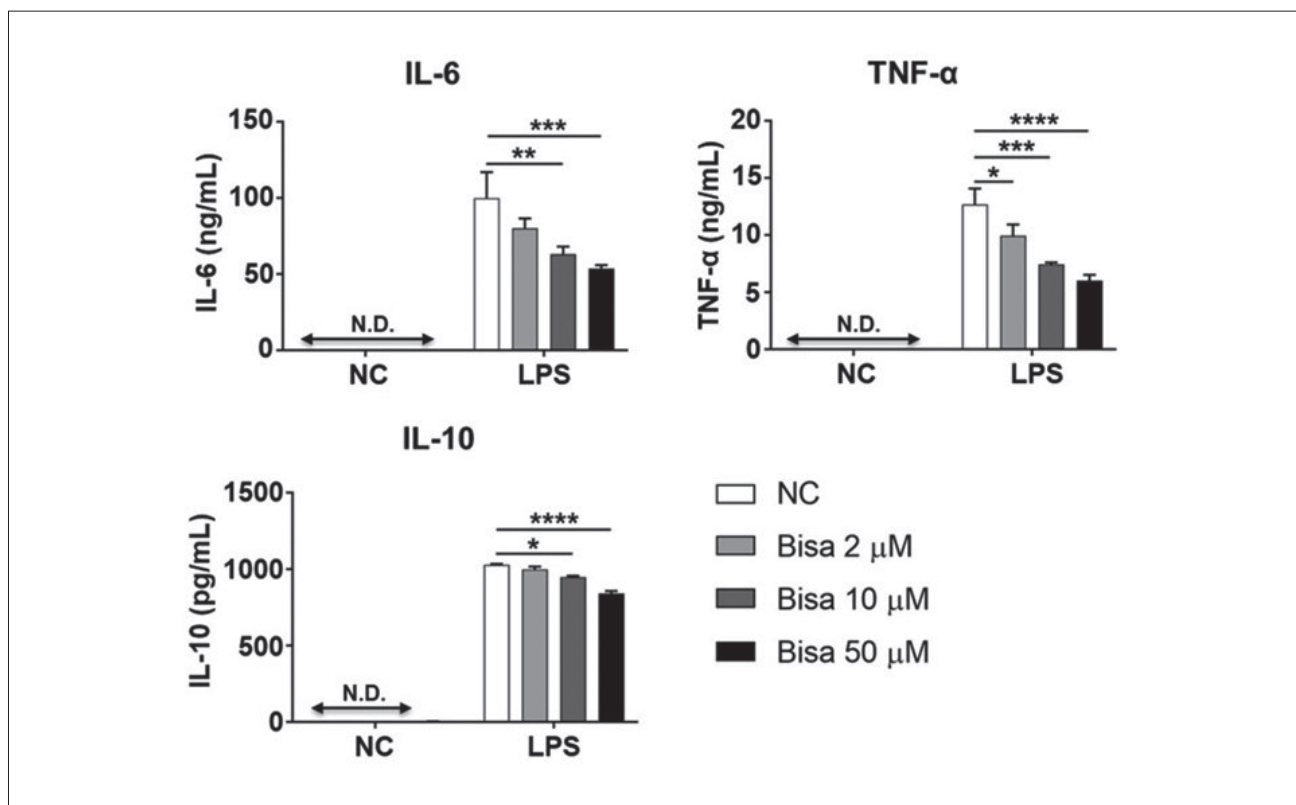 IL-6
IL-6 (ng/mL)
150
100
50
0
***
**
N.D.
NC
LPS
TNF-α
TNF-α (ng/mL)
20
15
10
5
0
****
***
*
N.D.
NC
LPS
IL-10
IL-10 (pg/mL)
1500
1000
500
0
****
*
N.D.
NC
LPS
NC
Bisa 2 μM
Bisa 10 μM
Bisa 50 μM